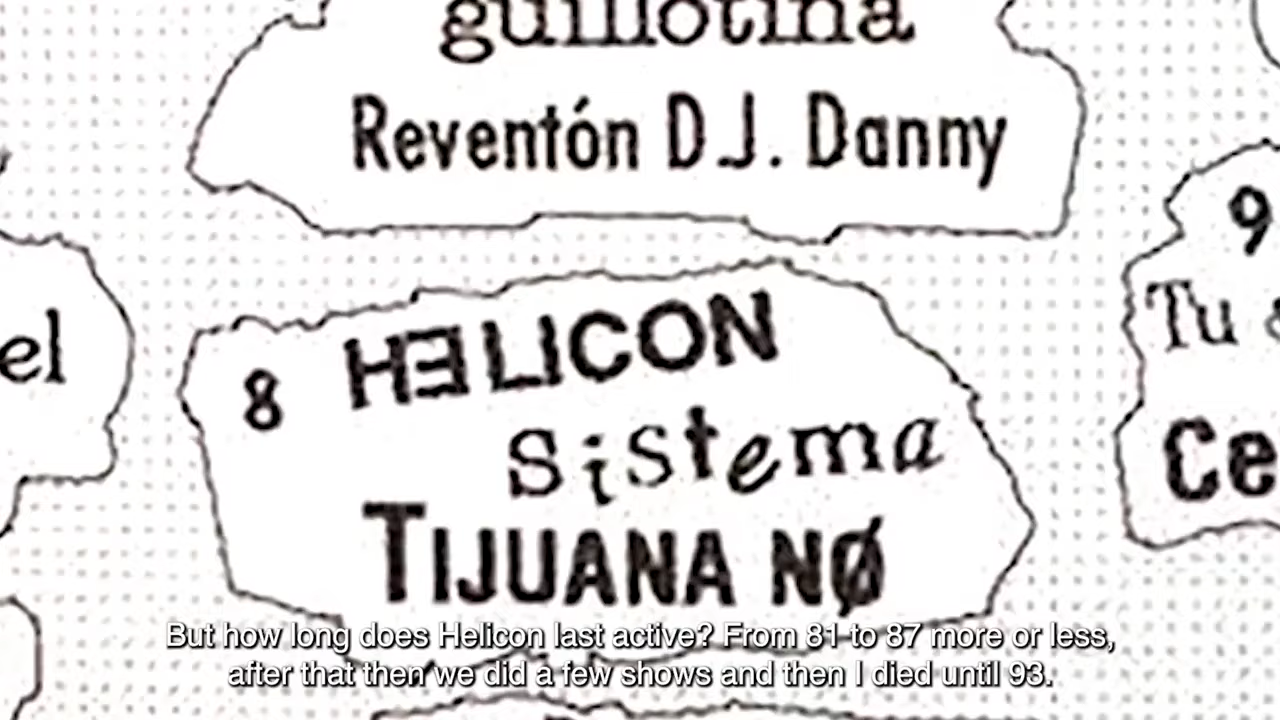 guillotina
Reventón D.J. Danny
el
8 HELICON
Sistema
TIJUANA NØ
9
Tu
Ce
But how long does Helicon last active? From 81 to 87 more or less,
after that then we did a few shows and then I died until 93.